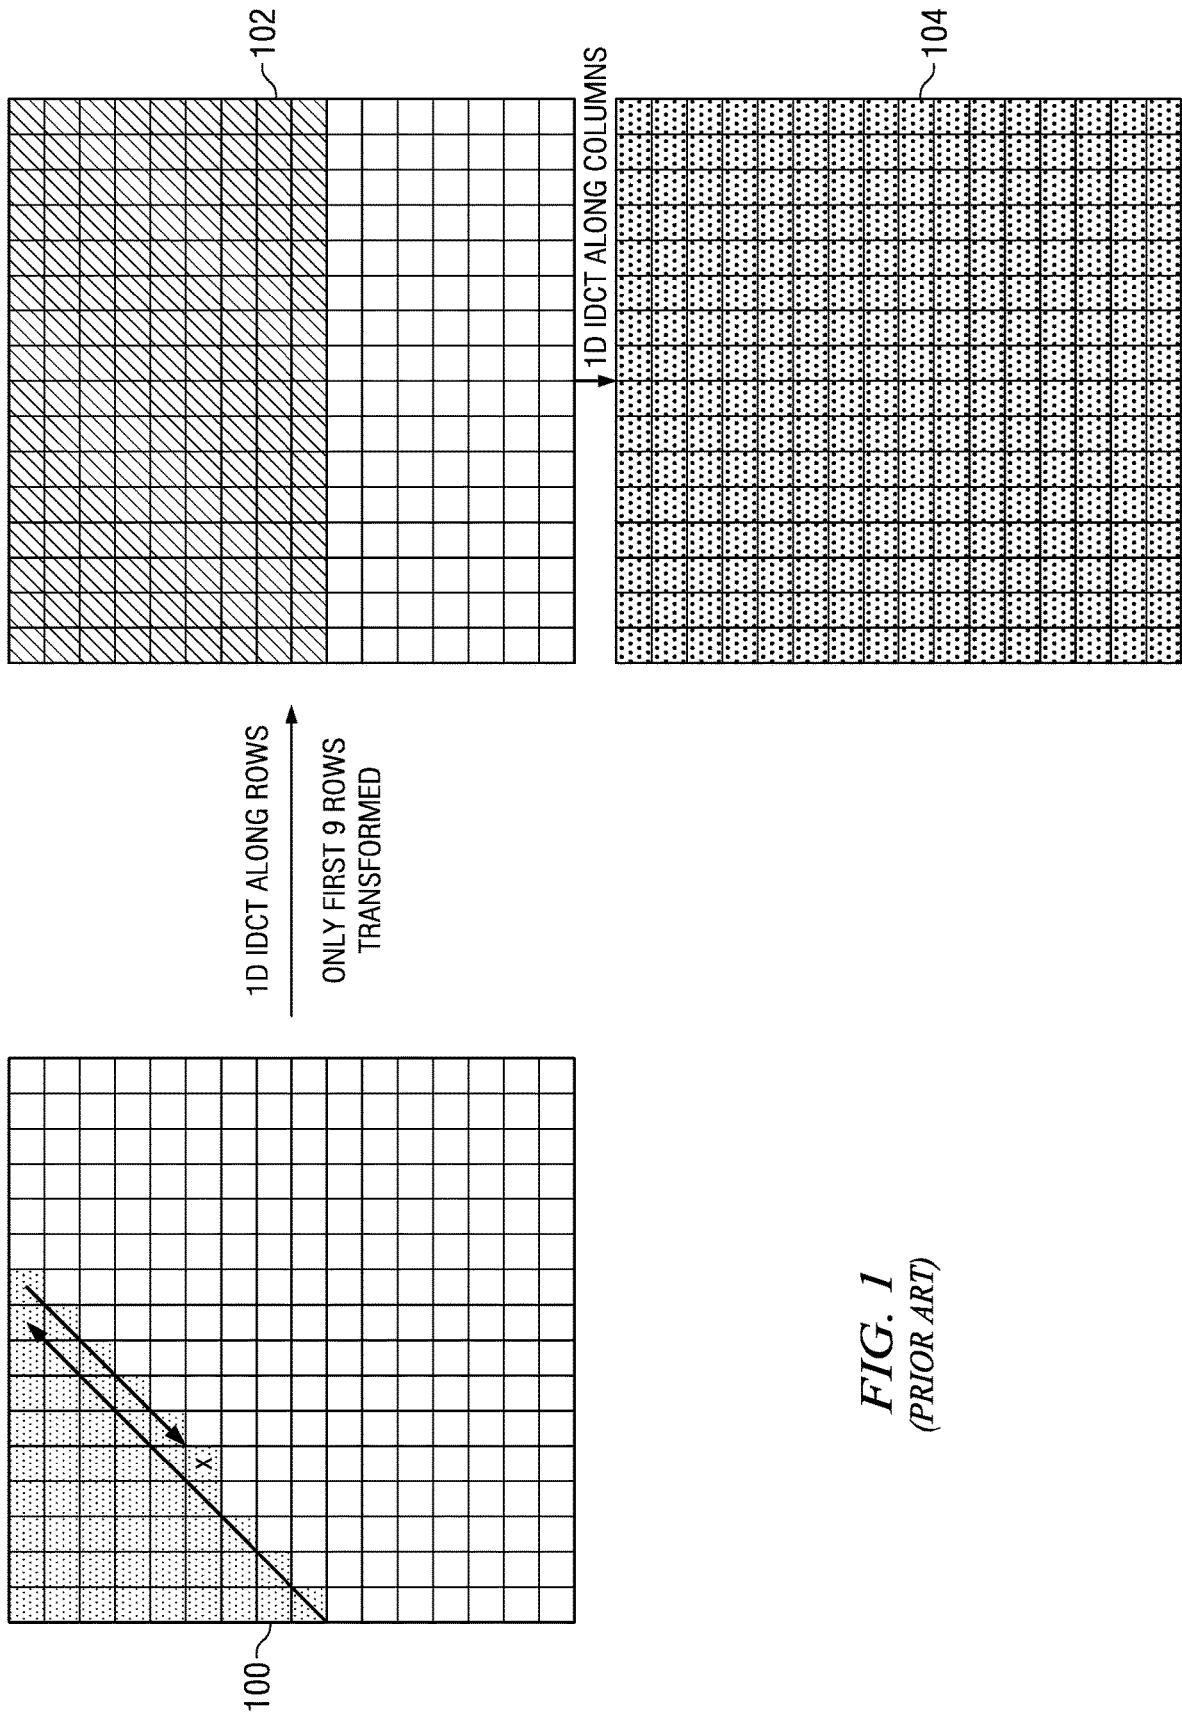 102
1D IDCT ALONG ROWS
ONLY FIRST 9 ROWS
TRANSFORMED
X
100
1D IDCT ALONG COLUMNS
104
FIG. 1
(PRIOR ART)